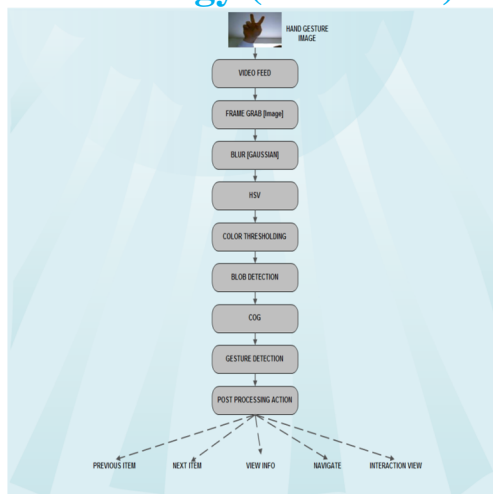 HAND GESTURE
IMAGE
VIDEO FEED
FRAME GRAB [Image]
BLUR [GAUSSIAN]
HSV
COLOR THRESHOLDING
BLOB DETECTION
COG
GESTURE DETECTION
POST PROCESSING ACTION
PREVIOUS ITEM NEXT ITEM VIEW INFO NAVIGATE INTERACTION VIEW